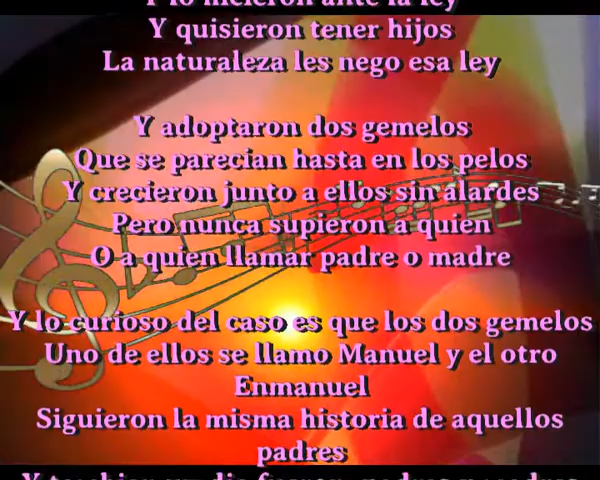 Y lo hicieron ante la ley
Y quisieron tener hijos
La naturaleza les nego esa ley
Y adoptaron dos gemelos
Que se parecian hasta en los pelos
Y crecieron junto a ellos sin alardes
Pero nunca supieron a quien
O a quien llamar padre o madre
Y lo curioso del caso es que los dos gemelos
Uno de ellos se llamo Manuel y el otro
Enmanuel
Siguieron la misma historia de aquellos
padres